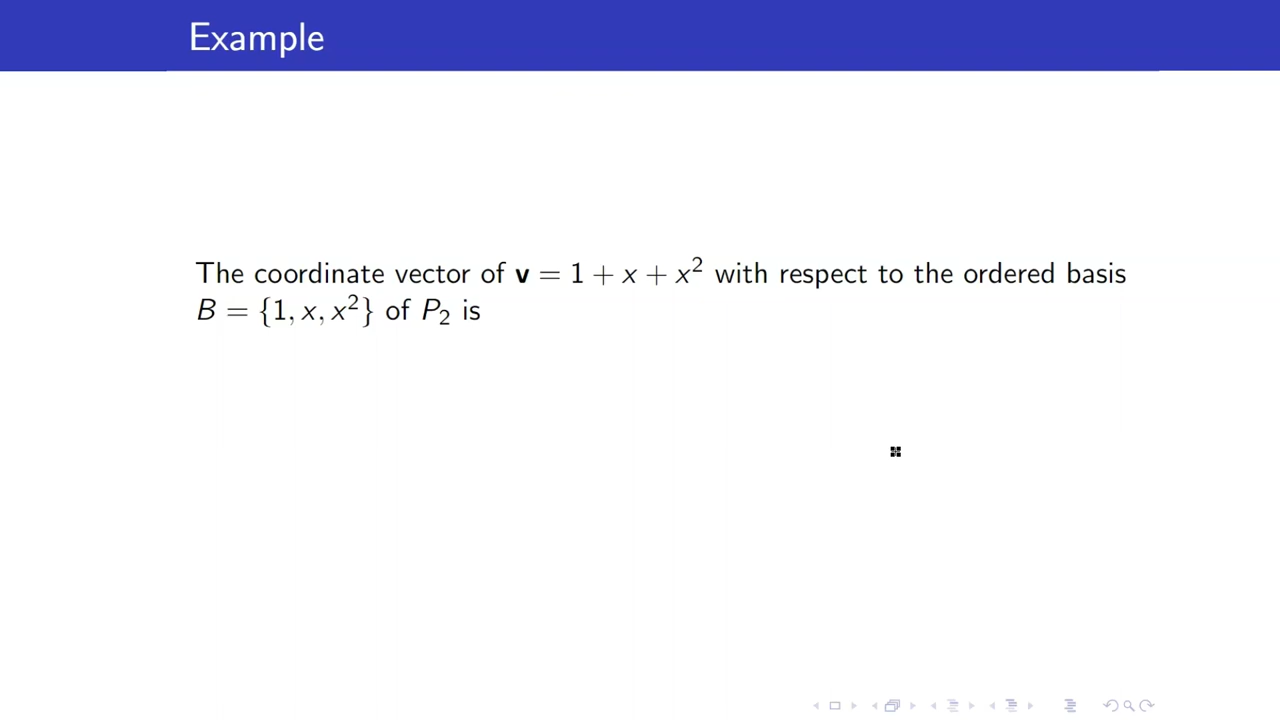 Example
The coordinate vector of v = 1 + x + x² with respect to the ordered basis
B = {1, x, x²} of P₂ is